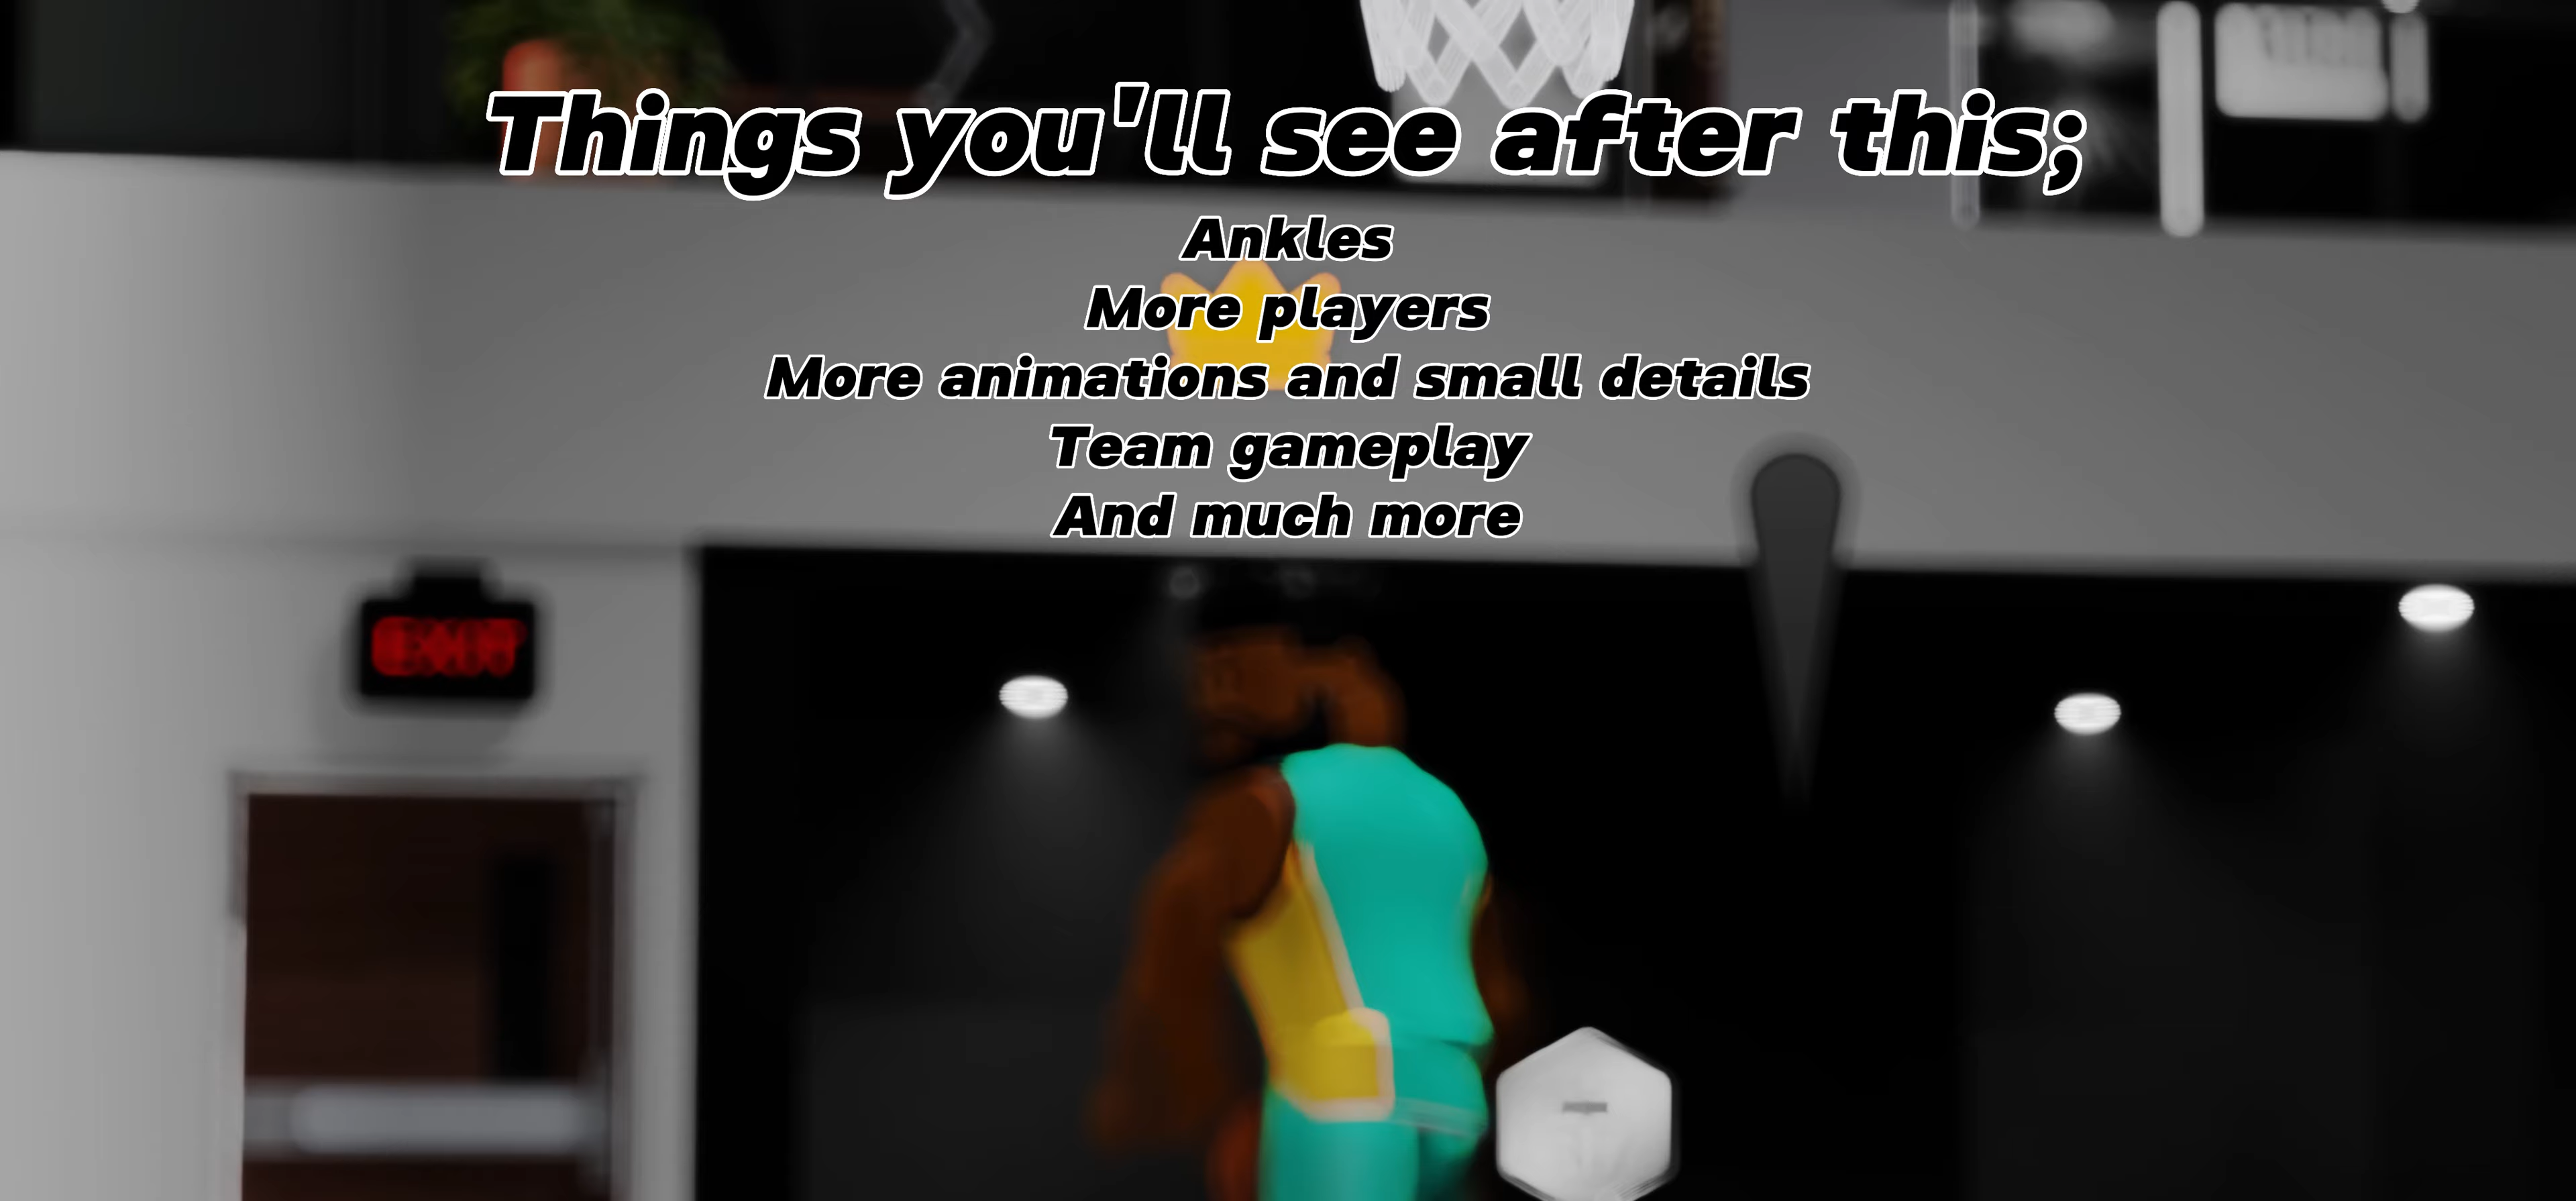 Things you'll see after this;
Ankles
More players
More animations and small details
Team gameplay
And much more
EXIT